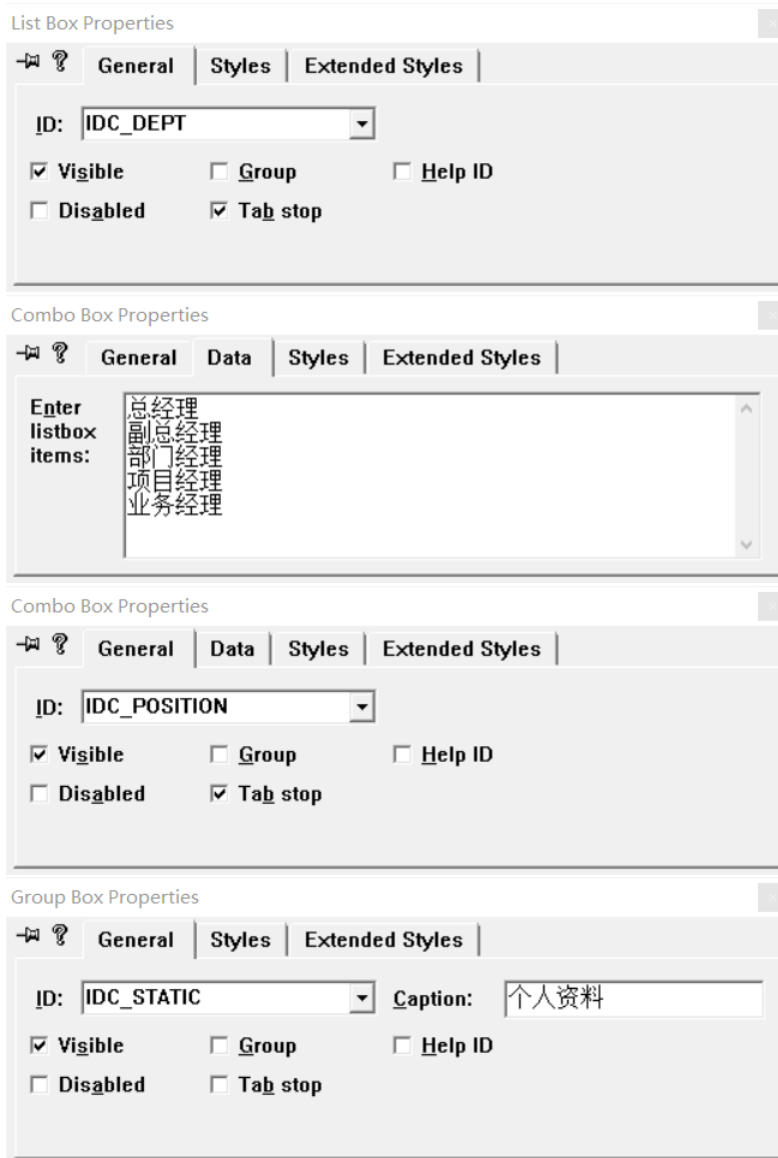 List Box Properties
General Styles Extended Styles
ID: IDC_DEPT
Visible Group Help ID
Disabled Tab stop
Combo Box Properties
General Data Styles Extended Styles
Enter listbox items:
总经理
副总经理
部门经理
项目经理
业务经理
Combo Box Properties
General Data Styles Extended Styles
ID: IDC_POSITION
Visible Group Help ID
Disabled Tab stop
Group Box Properties
General Styles Extended Styles
ID: IDC_STATIC Caption: 个人资料
Visible Group Help ID
Disabled Tab stop